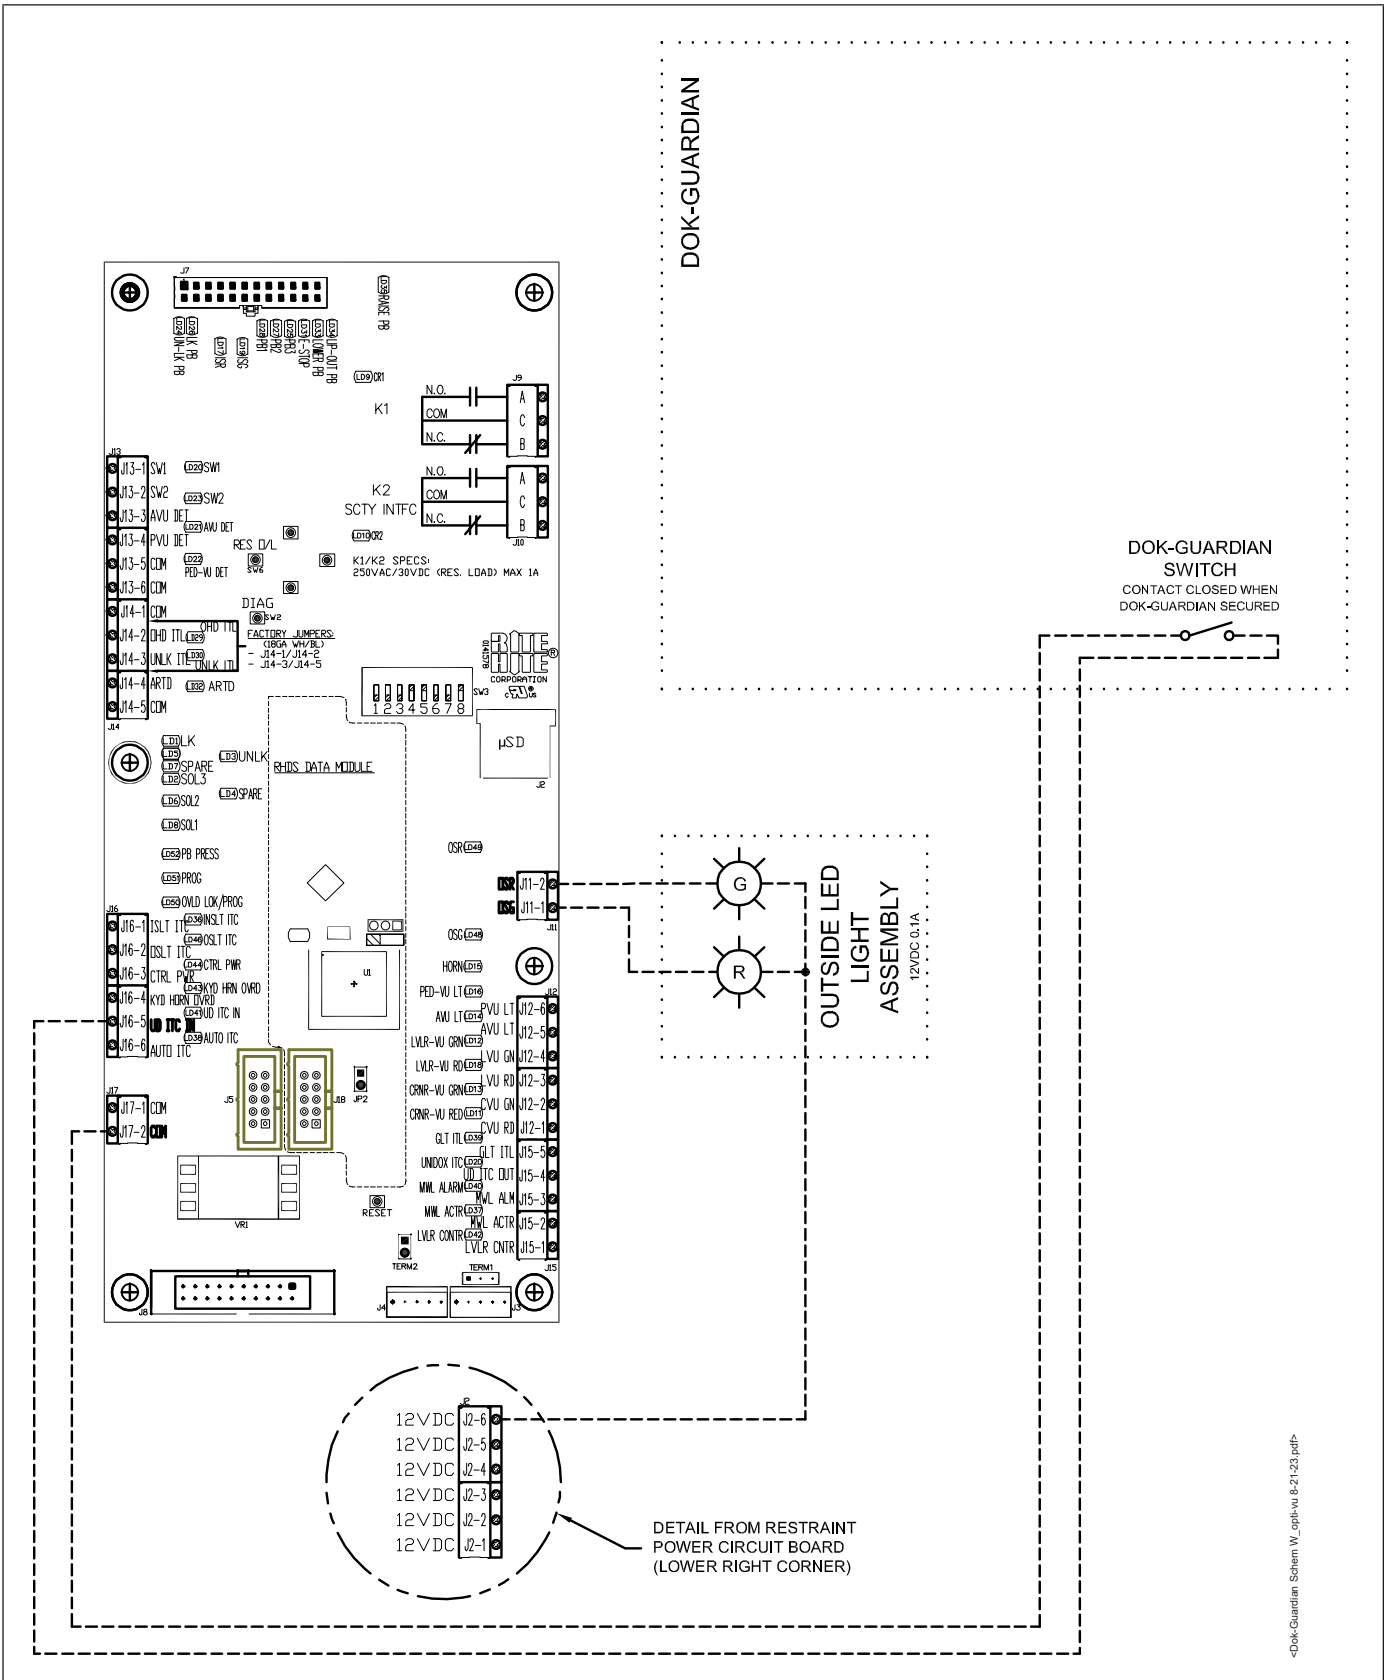 DOK-GUARDIAN
J7
LD35 RAISE PB
LD24 UN-LK PB
LD26 LK PB
LD17 ISR
LD19 ISG
LD28 PB1
LD27 PB2
LD25 PB3
LD31 E-STOP
LD33 LOWER PB
LD34 LIP-OUT PB
LD9 CR1
K1
N.O.
COM
N.C.
J9
A
C
B
K2
SCTY INTFC
N.O.
COM
N.C.
A
C
B
J10
LD10 CR2
K1/K2 SPECS:
250VAC/30VDC (RES. LOAD) MAX 1A
J13
J13-1 SW1 LD20 SW1
J13-2 SW2 LD23 SW2
J13-3 AVU DET LD21 AVU DET
J13-4 PVU DET
J13-5 COM LD22
PED-VU DET
J13-6 COM
J14-1 COM
J14-2 OHD ITL LD29 OHD ITL
J14-3 UNLK ITL LD30 UNLK ITL
J14-4 ARTD LD32 ARTD
J14-5 COM
J14
RES O/L
SW6
DIAG
SW2
FACTORY JUMPERS:
(18GA WH/BL)
- J14-1/J14-2
- J14-3/J14-5
RITE
HITE
®
CORPORATION
c US
SW3
1 2 3 4 5 6 7 8
µSD
J2
RHDS DATA MODULE
LD1 LK
LD5
LD7 SPARE
LD2 SOL3
LD3 UNLK
LD6 SOL2
LD4 SPARE
LD8 SOL1
LD52 PB PRESS
LD51 PROG
LD50 OVLD LOK/PROG
J16
J16-1 ISLT ITC LD36 INSLT ITC
J16-2 OSLT ITC LD46 OSLT ITC
J16-3 CTRL PWR LD44 CTRL PWR
J16-4 KYD HORN OVRD LD43 KYD HRN OVRD
J16-5 UD ITC IN LD41 UD ITC IN
J16-6 AUTO ITC LD38 AUTO ITC
J17
J17-1 COM
J17-2 COM
VR1
J5
J18
JP2
U1
RESET
TERM2
TERM1
J8
J4
J3
OSR LD49
OSR J11-2
OSG J11-1
J11
OSG LD48
HORN LD15
PED-VU LT LD16
AVU LT LD14
LVLR-VU GRN LD12
LVLR-VU RD LD18
CRNR-VU GRN LD13
CRNR-VU RED LD11
GLT ITL LD39
UNIDOX ITC LD20
MWL ALARM LD40
MWL ACTR LD37
LVLR CONTR LD42
J12
PVU LT J12-6
AVU LT J12-5
LVU GN J12-4
LVU RD J12-3
CVU GN J12-2
CVU RD J12-1
GLT ITL J15-5
UD ITC OUT J15-4
MWL ALM J15-3
MWL ACTR J15-2
LVLR CNTR J15-1
J15
G
R
OUTSIDE LED
LIGHT
ASSEMBLY
12VDC 0.1A
DOK-GUARDIAN
SWITCH
CONTACT CLOSED WHEN
DOK-GUARDIAN SECURED
J2
12VDC J2-6
12VDC J2-5
12VDC J2-4
12VDC J2-3
12VDC J2-2
12VDC J2-1
DETAIL FROM RESTRAINT
POWER CIRCUIT BOARD
(LOWER RIGHT CORNER)
<Dok-Guardian Schem W_opti-vu 8-21-23.pdf>